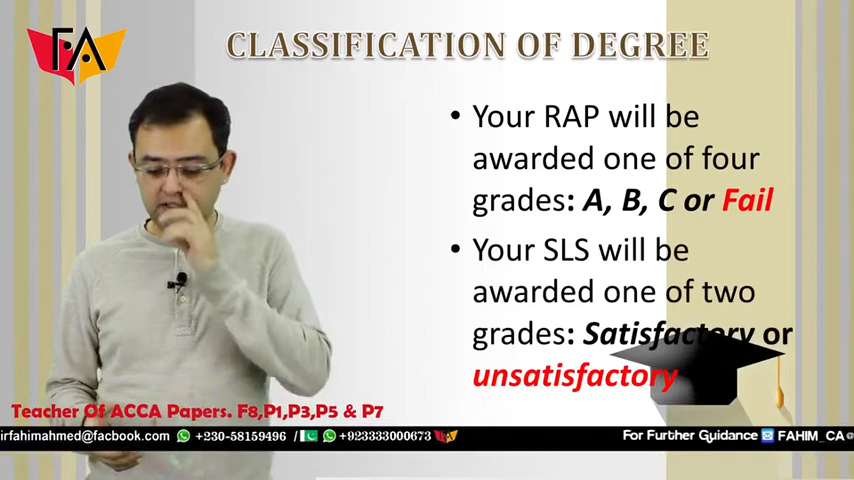 FA
CLASSIFICATION OF DEGREE
• Your RAP will be
awarded one of four
grades: A, B, C or Fail
• Your SLS will be
awarded one of two
grades: Satisfactory or
unsatisfactory
Teacher Of ACCA Papers. F8,P1,P3,P5 & P7
irfahimahmed@facbook.com +230-58159496 / +923333000673 FA For Further Guidance FAHIM_CA@